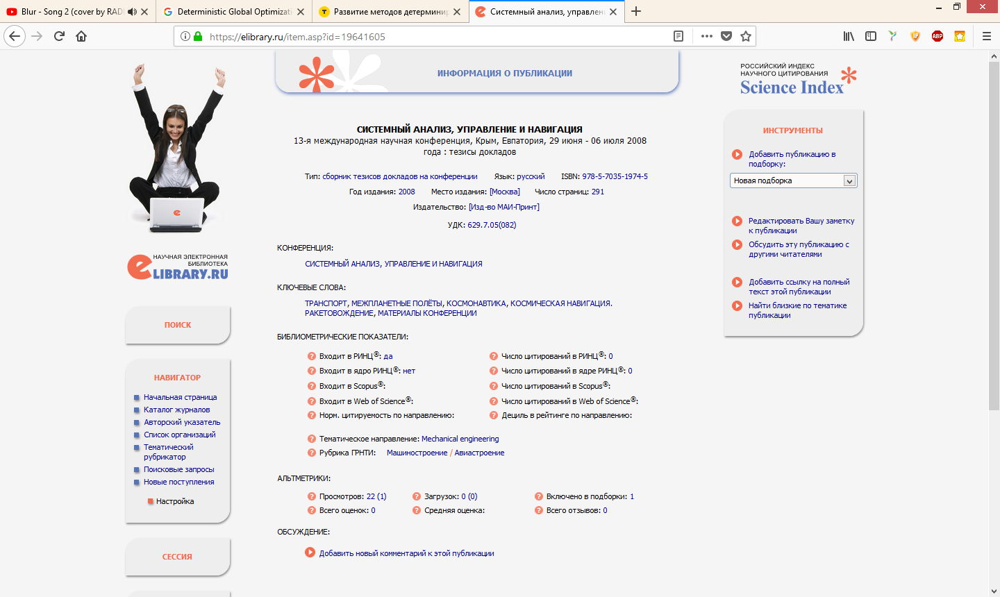 Blur - Song 2 (cover by RADI
Deterministic Global Optimizati
Развитие методов детермини
Системный анализ, управлени
https://elibrary.ru/item.asp?id=19641605
ИНФОРМАЦИЯ О ПУБЛИКАЦИИ
СИСТЕМНЫЙ АНАЛИЗ, УПРАВЛЕНИЕ И НАВИГАЦИЯ
13-я международная научная конференция, Крым, Евпатория, 29 июня - 06 июля 2008
года : тезисы докладов
Тип: сборник тезисов докладов на конференции Язык: русский ISBN: 978-5-7035-1974-5
Год издания: 2008 Место издания: [Москва] Число страниц: 291
Издательство: [Изд-во МАИ-Принт]
УДК: 629.7.05(082)
КОНФЕРЕНЦИЯ:
СИСТЕМНЫЙ АНАЛИЗ, УПРАВЛЕНИЕ И НАВИГАЦИЯ
КЛЮЧЕВЫЕ СЛОВА:
ТРАНСПОРТ, МЕЖПЛАНЕТНЫЕ ПОЛЁТЫ, КОСМОНАВТИКА, КОСМИЧЕСКАЯ НАВИГАЦИЯ.
РАКЕТОВОЖДЕНИЕ, МАТЕРИАЛЫ КОНФЕРЕНЦИИ
БИБЛИОМЕТРИЧЕСКИЕ ПОКАЗАТЕЛИ:
Входит в РИНЦ®: да Число цитирований в РИНЦ®: 0
Входит в ядро РИНЦ®: нет Число цитирований в ядре РИНЦ®: 0
Входит в Scopus®: Число цитирований в Scopus®:
Входит в Web of Science®: Число цитирований в Web of Science®:
Норм. цитируемость по направлению: Дециль в рейтинге по направлению:
Тематическое направление: Mechanical engineering
Рубрика ГРНТИ: Машиностроение / Авиастроение
АЛЬТМЕТРИКИ:
Просмотров: 22 (1) Загрузок: 0 (0) Включено в подборки: 1
Всего оценок: 0 Средняя оценка: Всего отзывов: 0
ОБСУЖДЕНИЕ:
Добавить новый комментарий к этой публикации
НАУЧНАЯ ЭЛЕКТРОННАЯ
БИБЛИОТЕКА
eLIBRARY.RU
ПОИСК
НАВИГАТОР
Начальная страница
Каталог журналов
Авторский указатель
Список организаций
Тематический
рубрикатор
Поисковые запросы
Новые поступления
Настройка
СЕССИЯ
РОССИЙСКИЙ ИНДЕКС
НАУЧНОГО ЦИТИРОВАНИЯ
Science Index
ИНСТРУМЕНТЫ
Добавить публикацию в
подборку:
Новая подборка
Редактировать Вашу заметку
к публикации
Обсудить эту публикацию с
другими читателями
Добавить ссылку на полный
текст этой публикации
Найти близкие по тематике
публикации